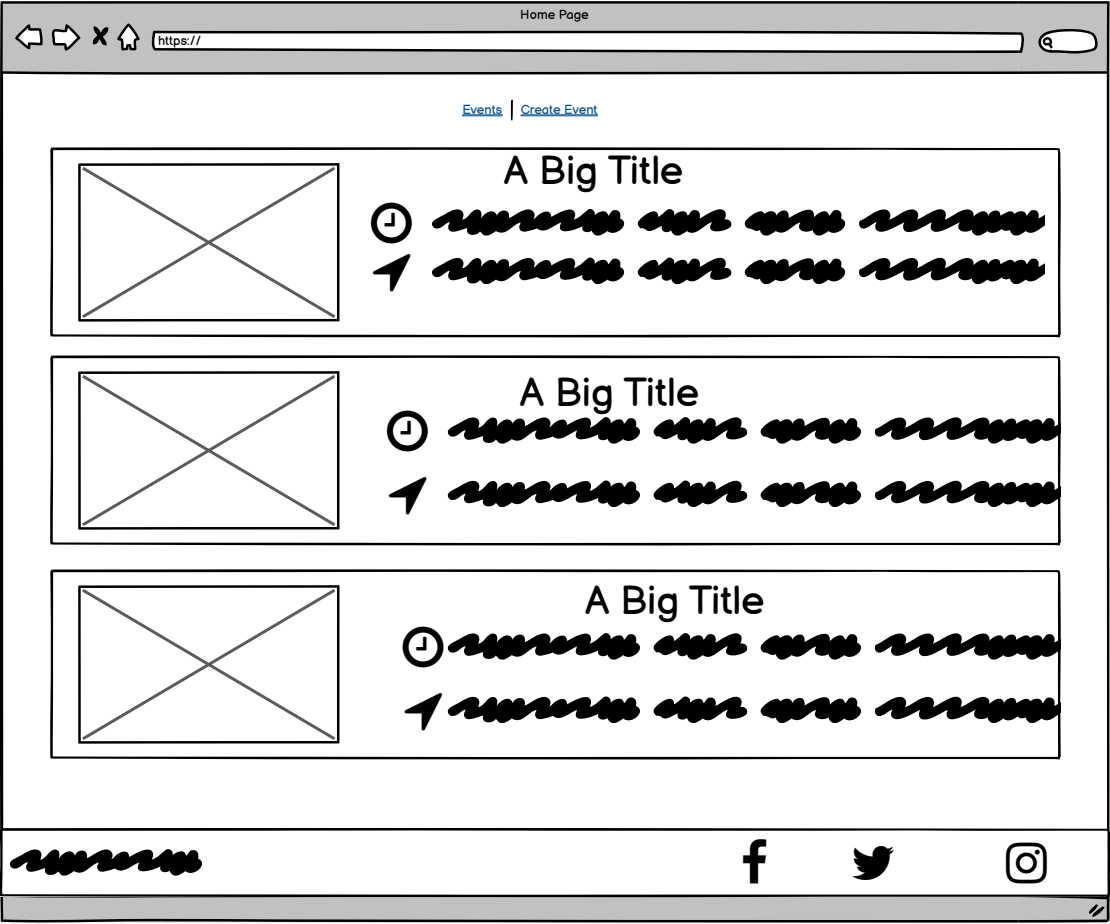 Home Page
https://
Events | Create Event
A Big Title
A Big Title
A Big Title